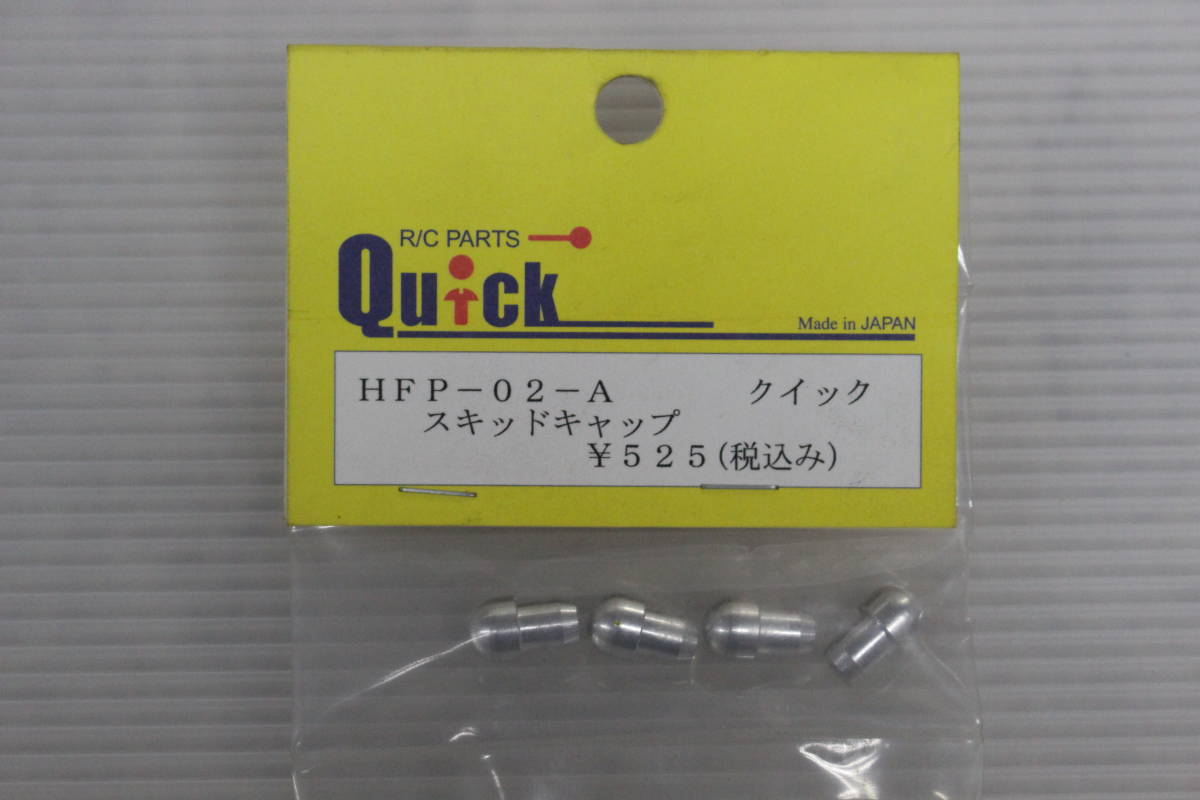 R/C PARTS
Quick
Made in JAPAN
HFP-02-A クイック
スキッドキャップ
¥525(税込み)